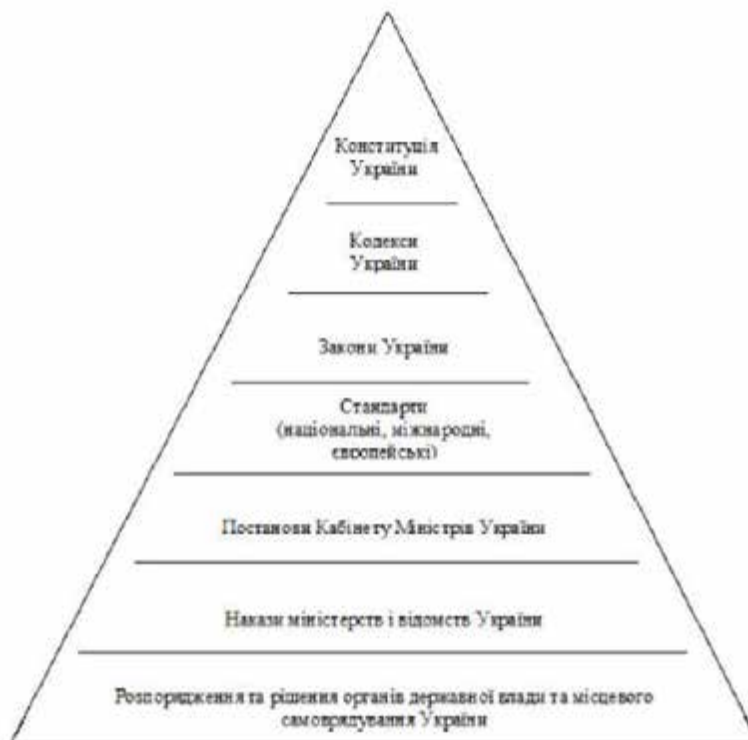 Конституція
України
Кодекси
України
Закони України
Стандарти
(національні, міжнародні,
європейські)
Постанови Кабінету Міністрів України
Накази міністерств і відомств України
Розпорядження та рішення органів державної влади та місцевого
самоврядування України